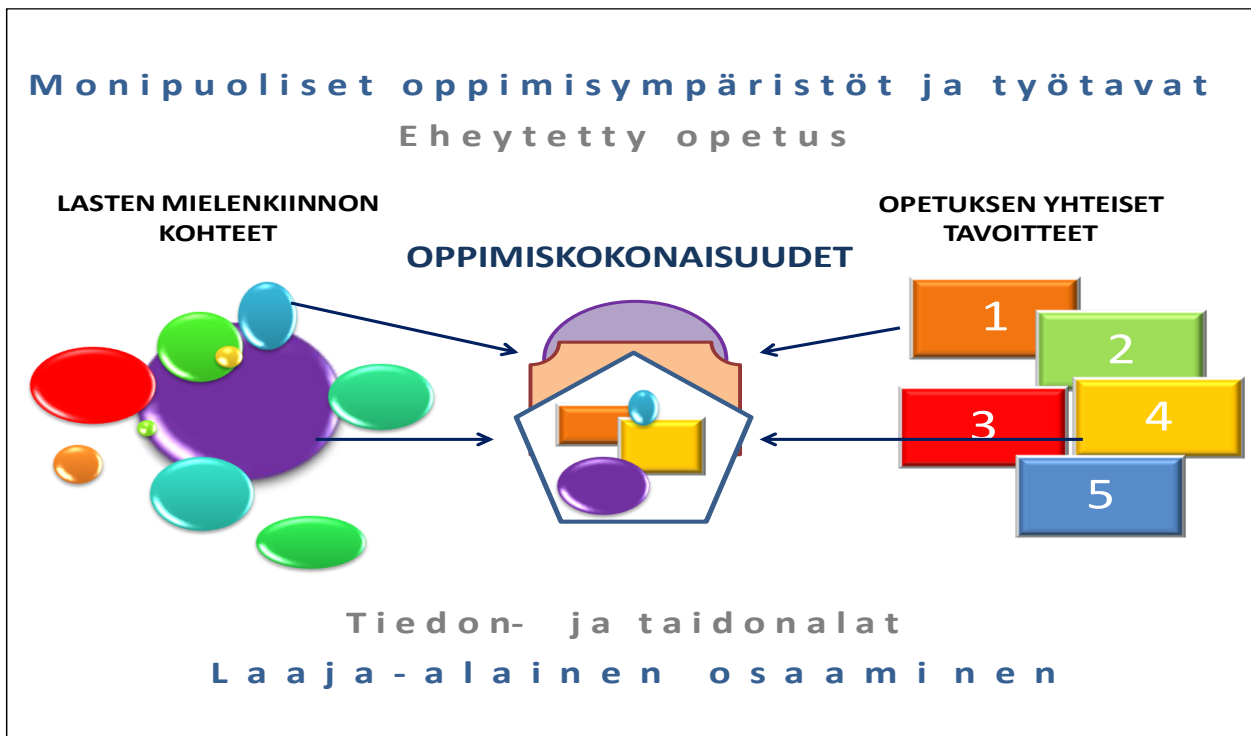 Monipuoliset oppimisympäristöt ja työtavat
Eheytetty opetus
LASTEN MIELENKIINNON
KOHTEET
OPPIMISKOKONAISUUDET
OPETUKSEN YHTEISET
TAVOITTEET
1
2
3
4
5
Tiedon- ja taidonalat
Laaja-alainen osaaminen